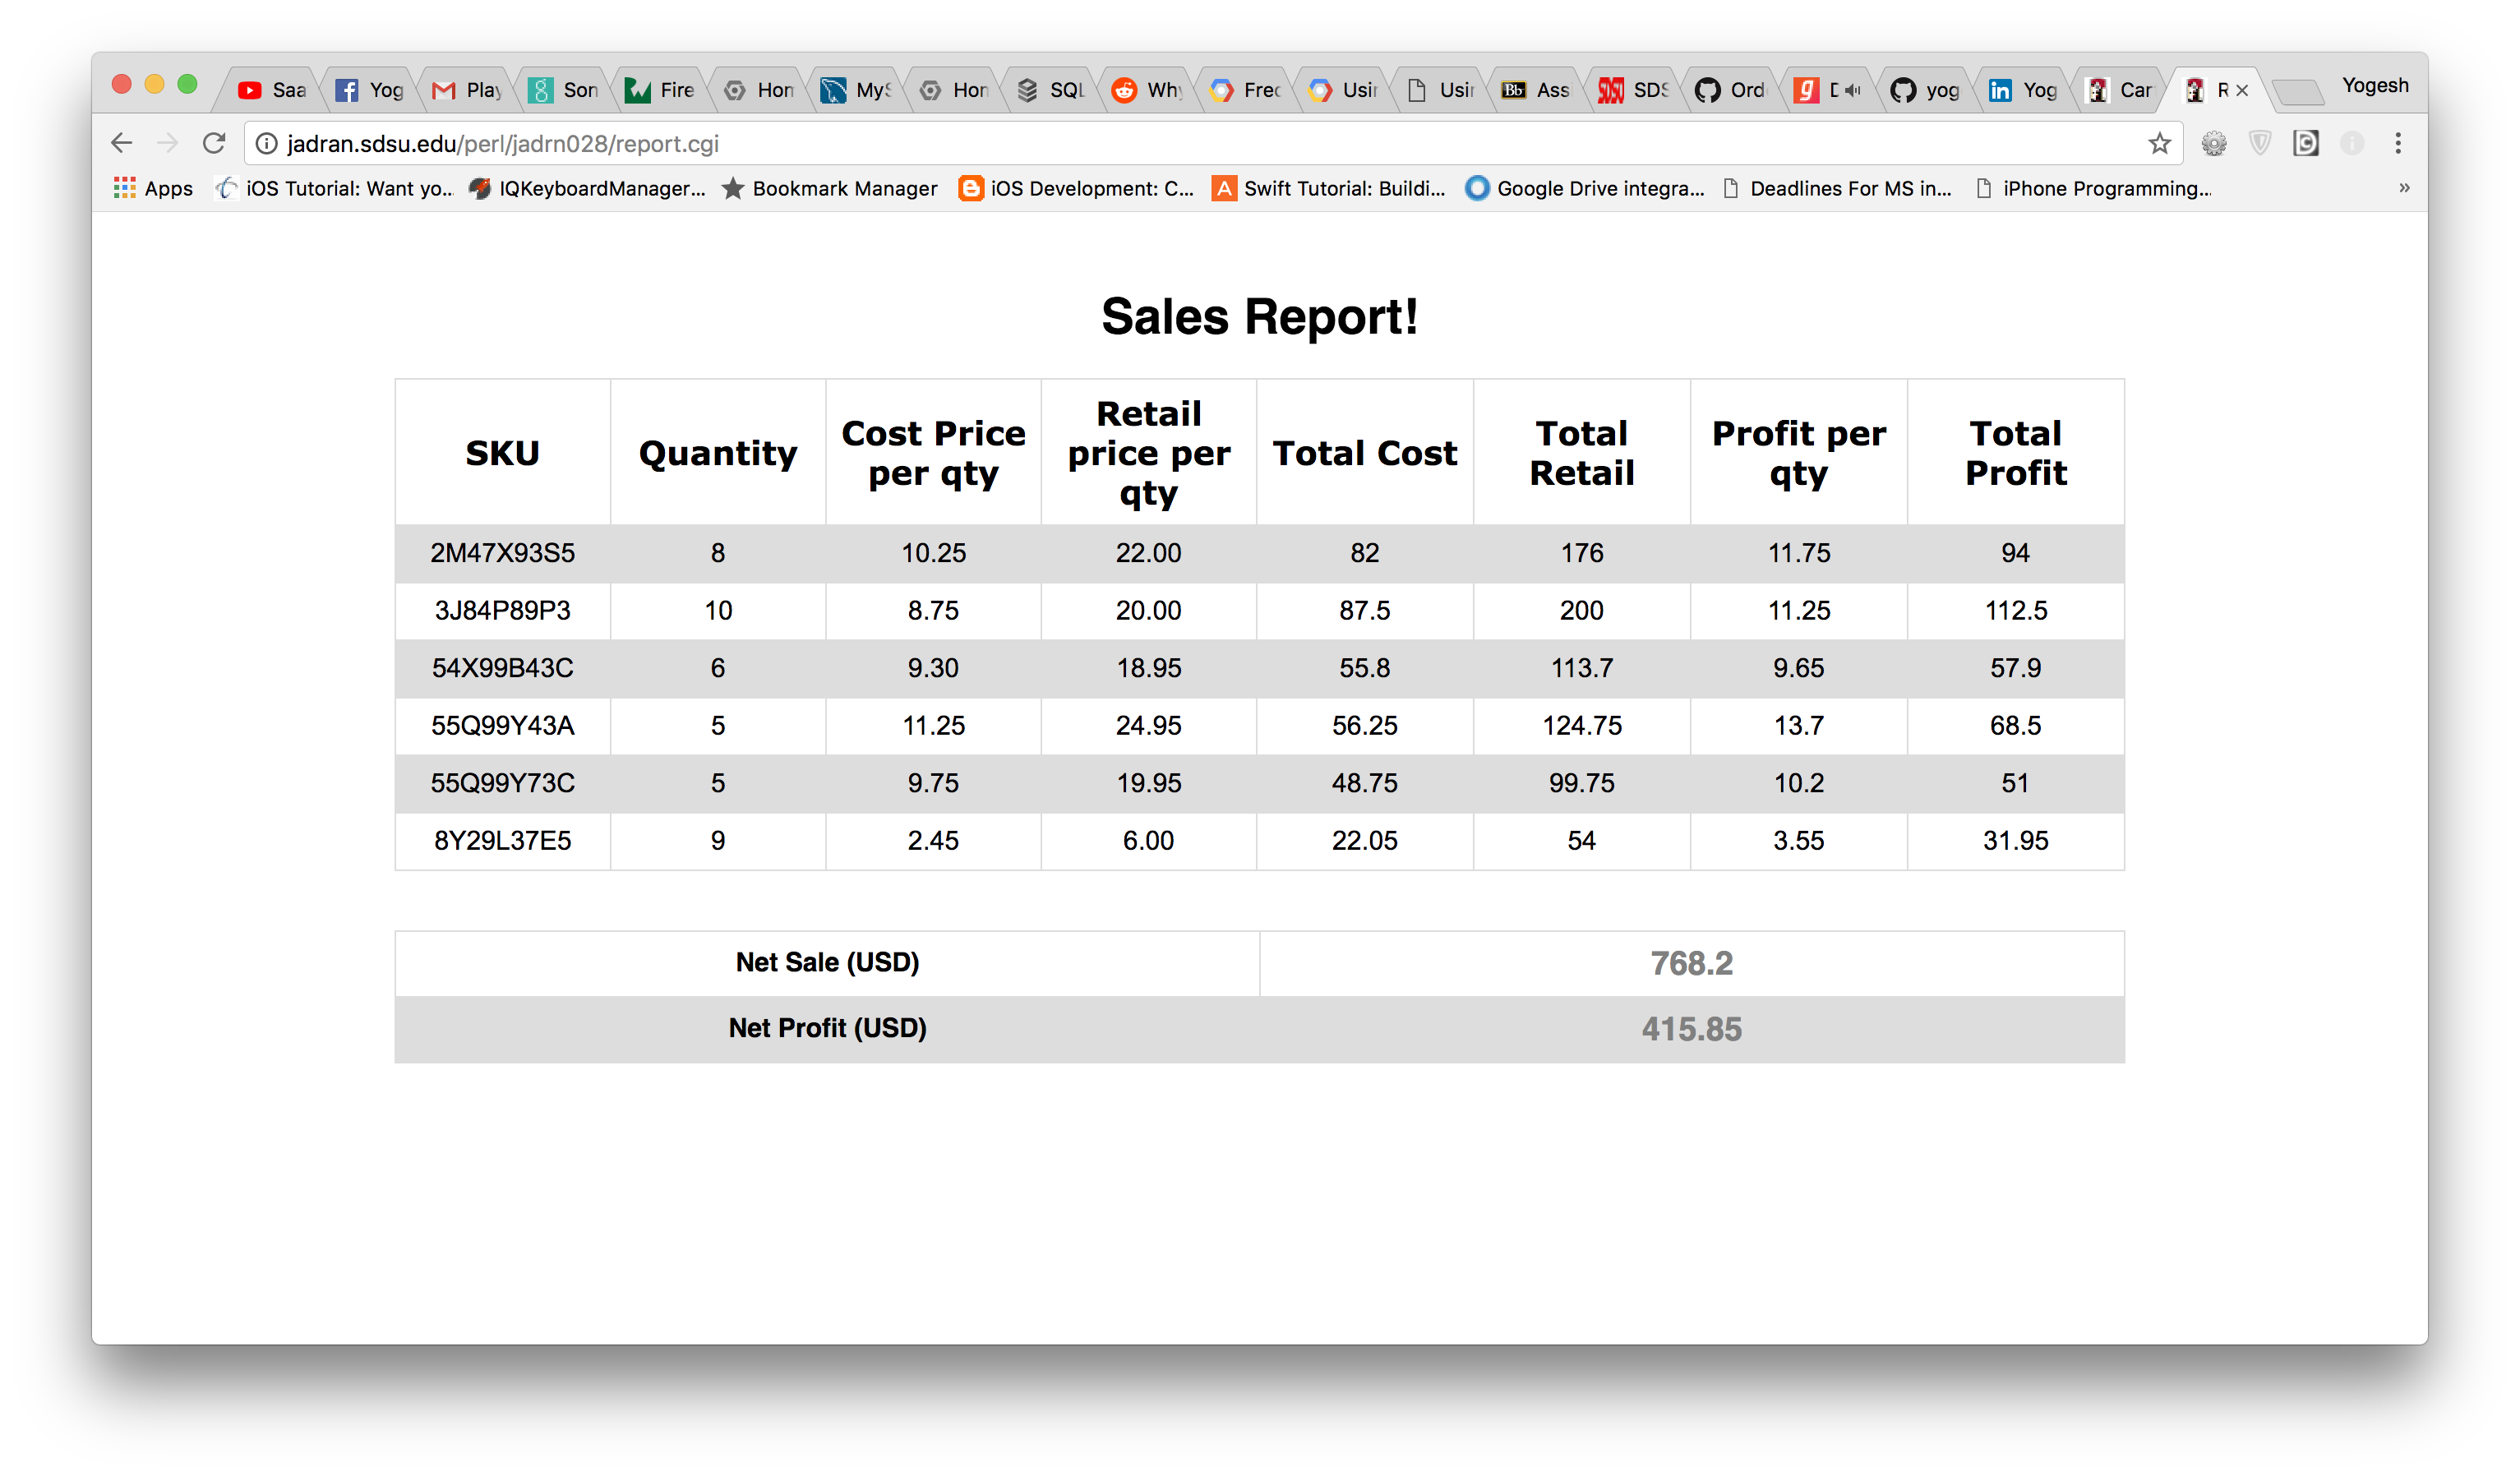 Saa Yog Play Son Fire Hom MyS Hom SQL Why Free Usin Usin Bb Ass SDSU SDS Ord g D yog in Yog Car R Yogesh
jadran.sdsu.edu/perl/jadrn028/report.cgi
Apps iOS Tutorial: Want yo... IQKeyboardManager... Bookmark Manager iOS Development: C... A Swift Tutorial: Buildi... Google Drive integra... Deadlines For MS in... iPhone Programming... »
Sales Report!
SKU Quantity Cost Price per qty Retail price per qty Total Cost Total Retail Profit per qty Total Profit
2M47X93S5 8 10.25 22.00 82 176 11.75 94
3J84P89P3 10 8.75 20.00 87.5 200 11.25 112.5
54X99B43C 6 9.30 18.95 55.8 113.7 9.65 57.9
55Q99Y43A 5 11.25 24.95 56.25 124.75 13.7 68.5
55Q99Y73C 5 9.75 19.95 48.75 99.75 10.2 51
8Y29L37E5 9 2.45 6.00 22.05 54 3.55 31.95
Net Sale (USD) 768.2
Net Profit (USD) 415.85